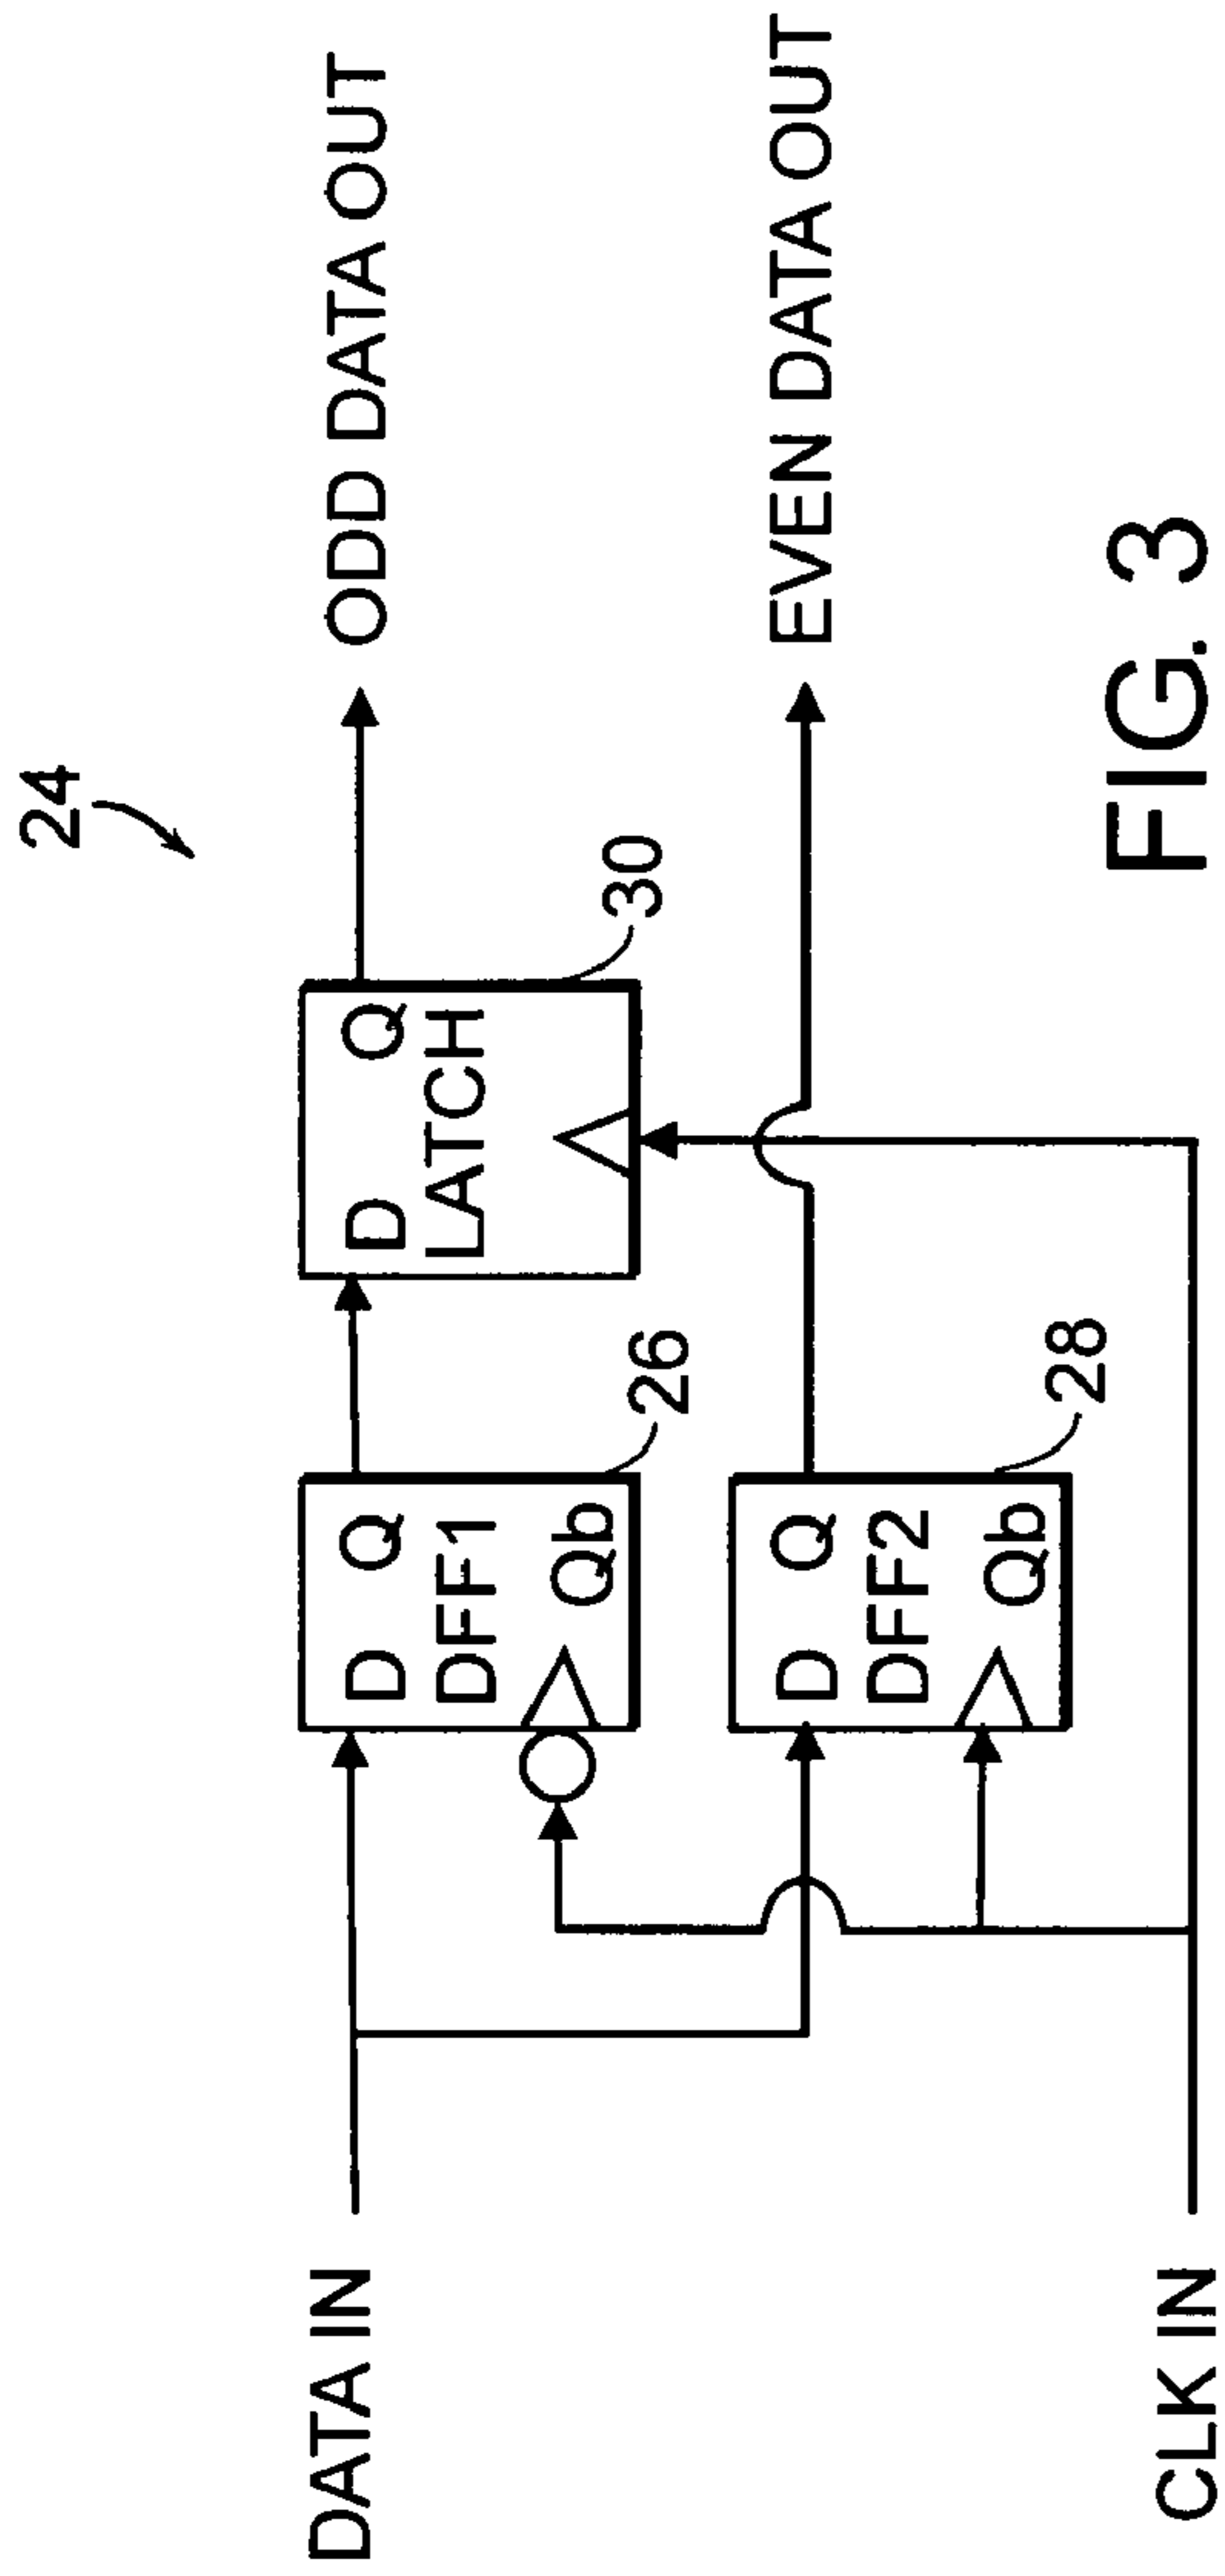 24
DATA IN
D Q
DFF1
Qb
26
D Q
LATCH
30
ODD DATA OUT
D Q
DFF2
Qb
28
EVEN DATA OUT
CLK IN
FIG. 3